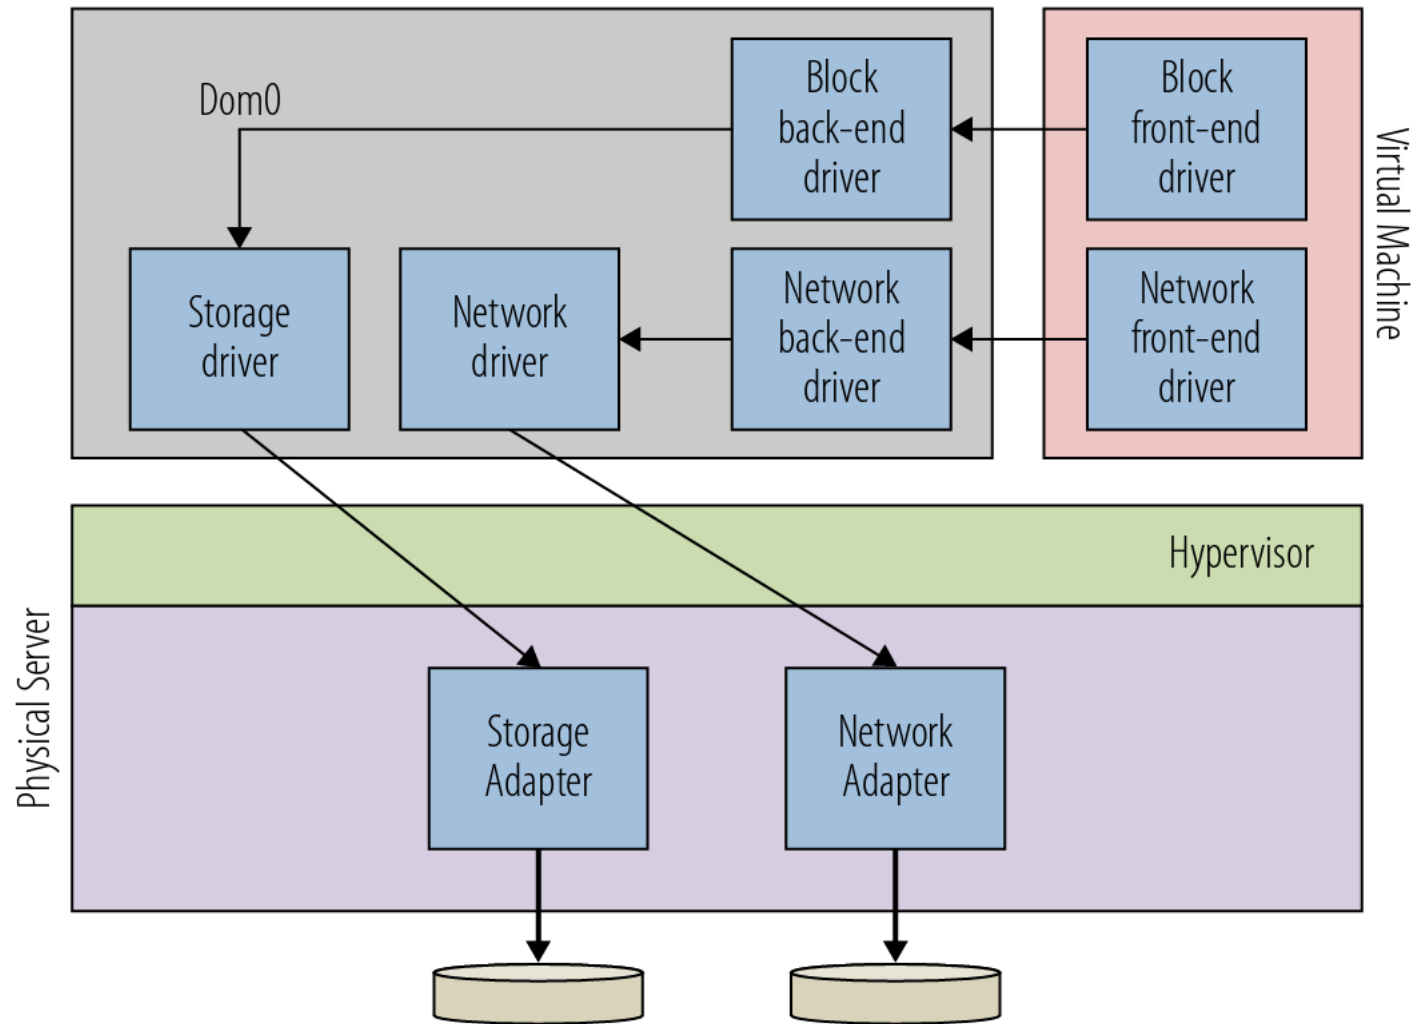 Dom0
Block
back-end
driver
Block
front-end
driver
Virtual Machine
Storage
driver
Network
driver
Network
back-end
driver
Network
front-end
driver
Hypervisor
Physical Server
Storage
Adapter
Network
Adapter